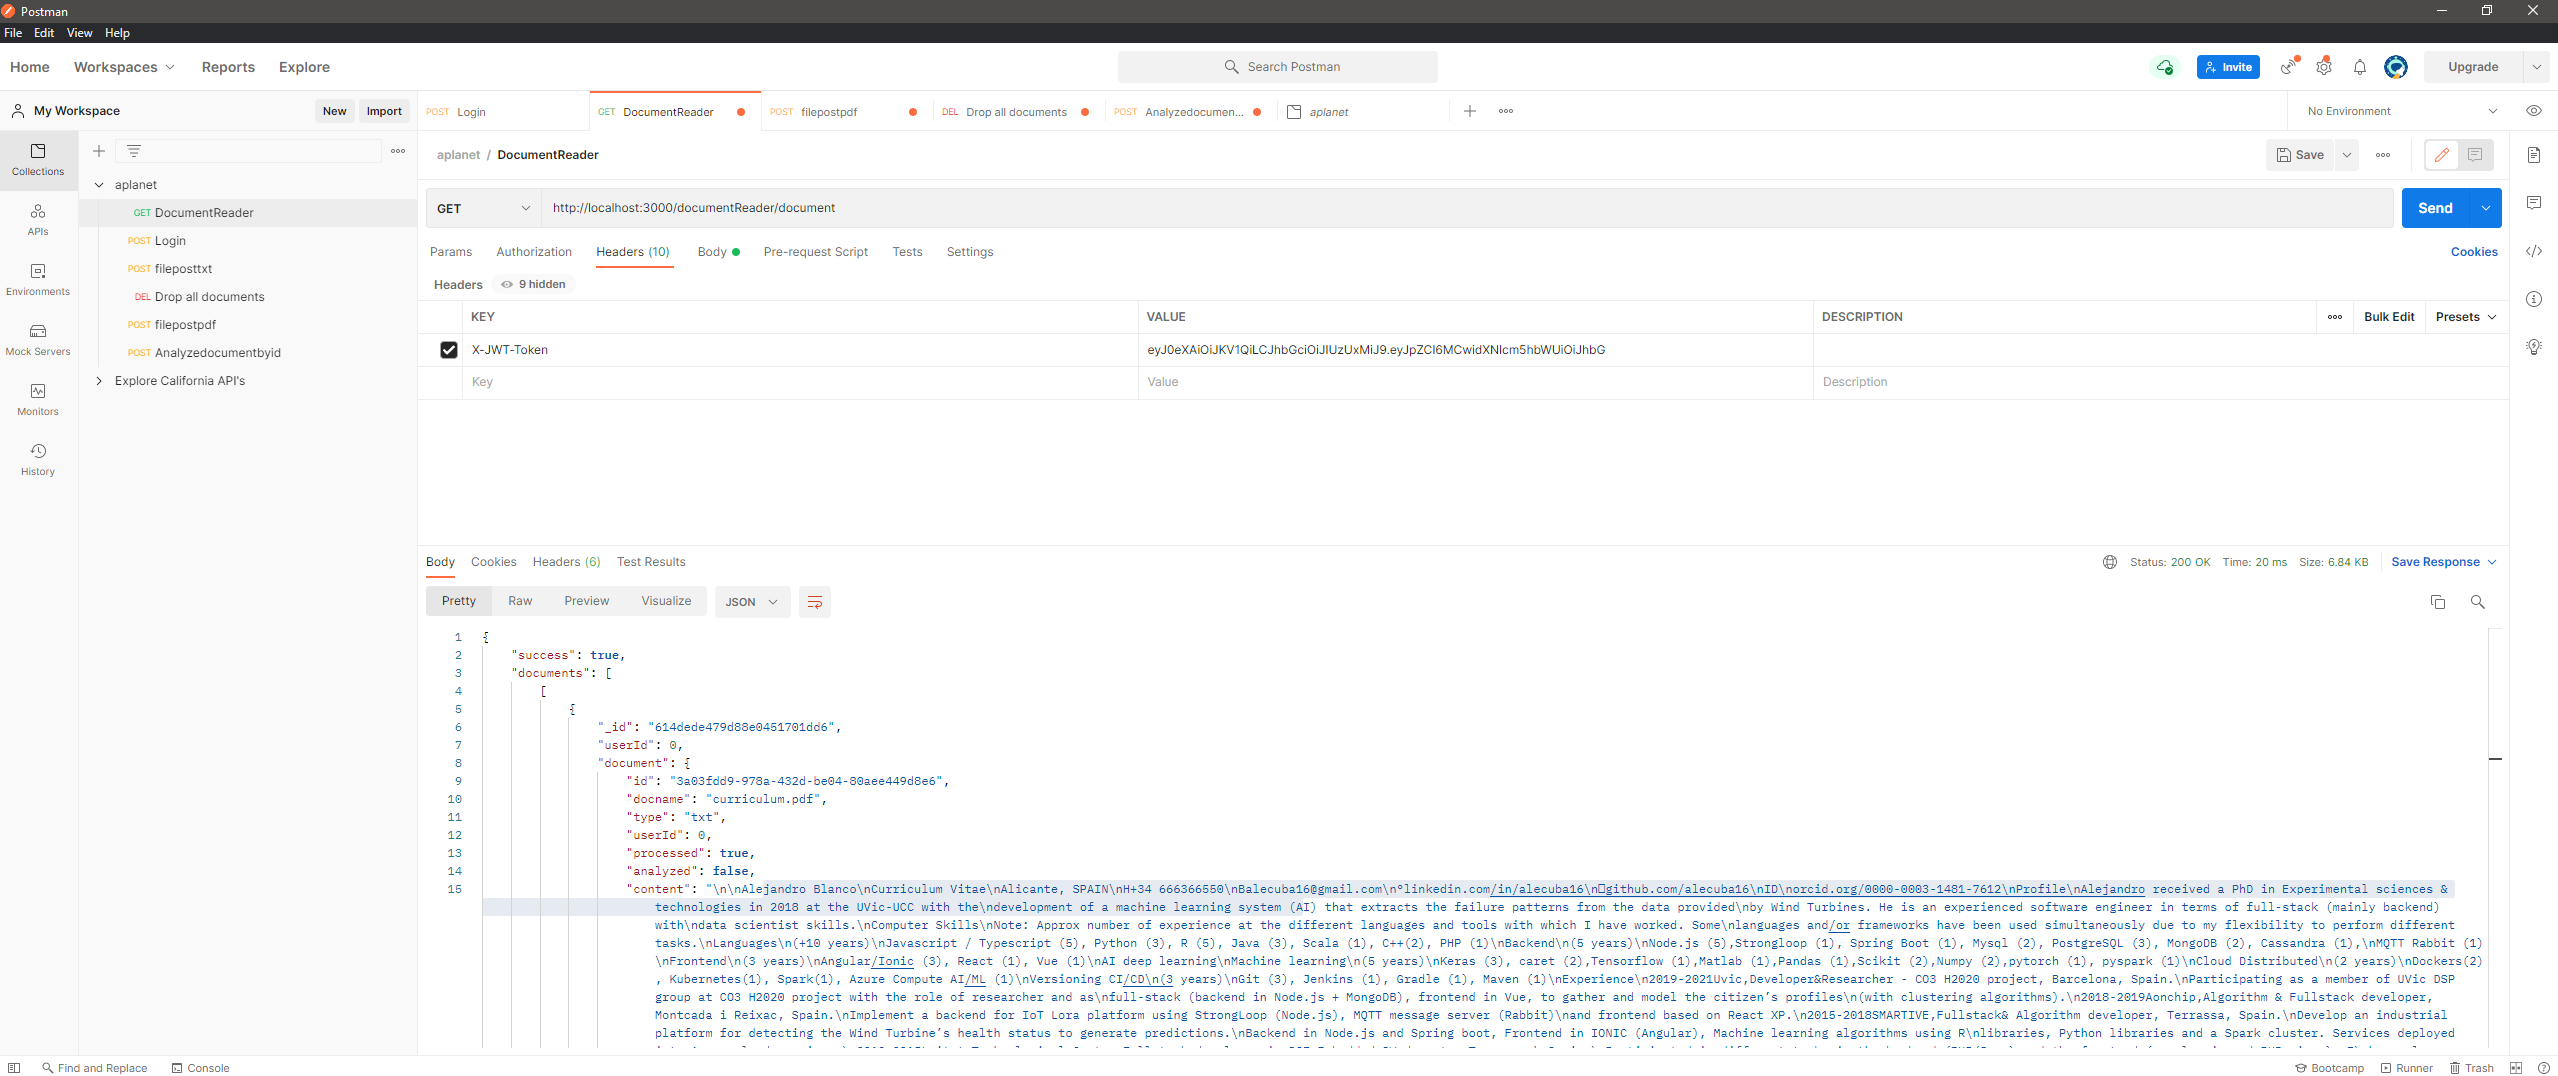 Postman
File Edit View Help
Home Workspaces Reports Explore
Search Postman
Invite
Upgrade
My Workspace
New Import
POST Login
GET DocumentReader
POST filepostpdf
DEL Drop all documents
POST Analyzedocumen...
aplanet
No Environment
Collections
APIs
Environments
Mock Servers
Monitors
History
aplanet
GET DocumentReader
POST Login
POST fileposttxt
DEL Drop all documents
POST filepostpdf
POST Analyzedocumentbyid
Explore California API's
aplanet / DocumentReader
Save
GET http://localhost:3000/documentReader/document
Send
Params Authorization Headers (10) Body Pre-request Script Tests Settings
Cookies
Headers 9 hidden
KEY VALUE DESCRIPTION
Bulk Edit Presets
X-JWT-Token eyJ0eXAiOiJKV1QiLCJhbGciOiJIUzUxMiJ9.eyJpZCI6MCwidXNlcm5hbWUiOiJhbG
Key Value Description
Body Cookies Headers (6) Test Results
Status: 200 OK Time: 20 ms Size: 6.84 KB Save Response
Pretty Raw Preview Visualize JSON
1 {
2 "success": true,
3 "documents": [
4 [
5 {
6 "_id": "614dede479d88e0451701dd6",
7 "userId": 0,
8 "document": {
9 "id": "3a03fdd9-978a-432d-be04-80aee449d8e6",
10 "docname": "curriculum.pdf",
11 "type": "txt",
12 "userId": 0,
13 "processed": true,
14 "analyzed": false,
15 "content": "\n\nAlejandro Blanco\nCurriculum Vitae\nAlicante, SPAIN\nH+34 666366550\nBalecuba16@gmail.com\n°linkedin.com/in/alecuba16\n github.com/alecuba16\nID\norcid.org/0000-0003-1481-7612\nProfile\nAlejandro received a PhD in Experimental sciences &
technologies in 2018 at the UVic-UCC with the\ndevelopment of a machine learning system (AI) that extracts the failure patterns from the data provided\nby Wind Turbines. He is an experienced software engineer in terms of full-stack (mainly backend)
with\ndata scientist skills.\nComputer Skills\nNote: Approx number of experience at the different languages and tools with which I have worked. Some\nlanguages and/or frameworks have been used simultaneously due to my flexibility to perform different
tasks.\nLanguages\n(+10 years)\nJavascript / Typescript (5), Python (3), R (5), Java (3), Scala (1), C++(2), PHP (1)\nBackend\n(5 years)\nNode.js (5),Strongloop (1), Spring Boot (1), Mysql (2), PostgreSQL (3), MongoDB (2), Cassandra (1),\nMQTT Rabbit (1)
\nFrontend\n(3 years)\nAngular/Ionic (3), React (1), Vue (1)\nAI deep learning\nMachine learning\n(5 years)\nKeras (3), caret (2),Tensorflow (1),Matlab (1),Pandas (1),Scikit (2),Numpy (2),pytorch (1), pyspark (1)\nCloud Distributed\n(2 years)\nDockers(2)
, Kubernetes(1), Spark(1), Azure Compute AI/ML (1)\nVersioning CI/CD\n(3 years)\nGit (3), Jenkins (1), Gradle (1), Maven (1)\nExperience\n2019-2021Uvic,Developer&Researcher - CO3 H2020 project, Barcelona, Spain.\nParticipating as a member of UVic DSP
group at CO3 H2020 project with the role of researcher and as\nfull-stack (backend in Node.js + MongoDB), frontend in Vue, to gather and model the citizen’s profiles\n(with clustering algorithms).\n2018-2019Aonchip,Algorithm & Fullstack developer,
Montcada i Reixac, Spain.\nImplement a backend for IoT Lora platform using StrongLoop (Node.js), MQTT message server (Rabbit)\nand frontend based on React XP.\n2015-2018SMARTIVE,Fullstack& Algorithm developer, Terrassa, Spain.\nDevelop an industrial
platform for detecting the Wind Turbine’s health status to generate predictions.\nBackend in Node.js and Spring boot, Frontend in IONIC (Angular), Machine learning algorithms using R\nlibraries, Python libraries and a Spark cluster. Services deployed
Find and Replace Console
Bootcamp Runner Trash